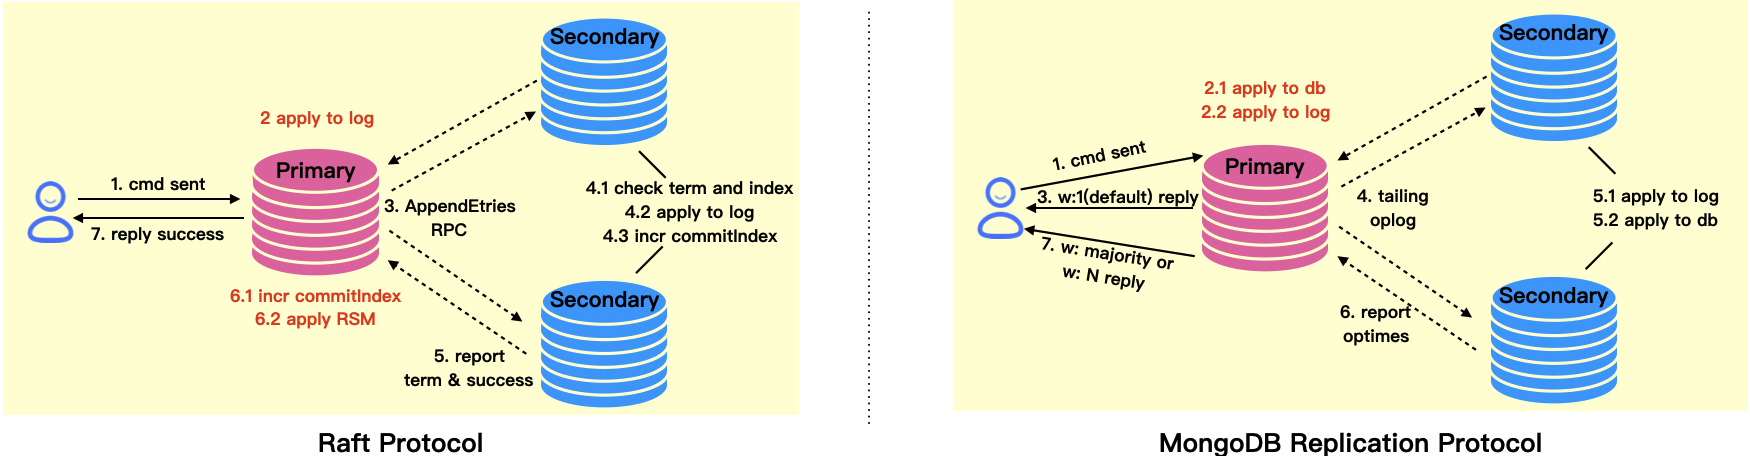 Secondary
2 apply to log
Primary
1. cmd sent
7. reply success
3. AppendEtries
RPC
4.1 check term and index
4.2 apply to log
4.3 incr commitIndex
6.1 incr commitIndex
6.2 apply RSM
Secondary
5. report
term & success
Raft Protocol
Secondary
2.1 apply to db
2.2 apply to log
1. cmd sent
Primary
3. w:1(default) reply
4. tailing
oplog
5.1 apply to log
5.2 apply to db
7. w: majority or
w: N reply
Secondary
6. report
optimes
MongoDB Replication Protocol